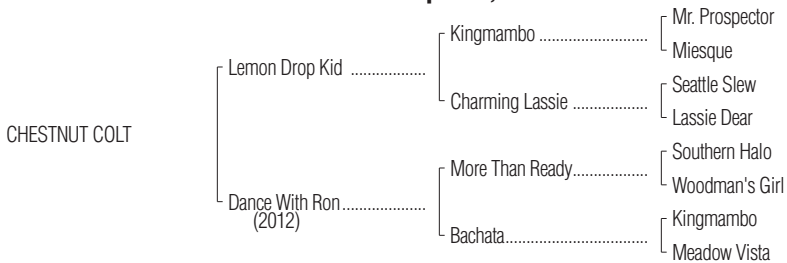 Mr. Prospector
Kingmambo ..........................
Miesque
Lemon Drop Kid ..................
Seattle Slew
Charming Lassie ..................
Lassie Dear
CHESTNUT COLT
Southern Halo
More Than Ready..................
Woodman's Girl
Dance With Ron....................
(2012)
Kingmambo
Bachata..................................
Meadow Vista